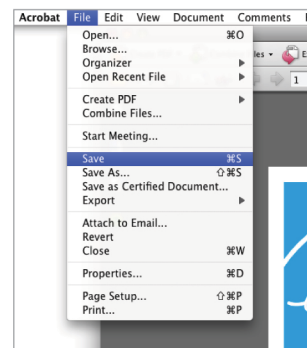 Acrobat File Edit View Document Comments
Open... ⌘O
Browse...
Organizer ▶
Open Recent File ▶
Create PDF ▶
Combine Files...
Start Meeting...
Save ⌘S
Save As... ⇧⌘S
Save as Certified Document...
Export ▶
Attach to Email...
Revert
Close ⌘W
Properties... ⌘D
Page Setup... ⇧⌘P
Print... ⌘P
les
1